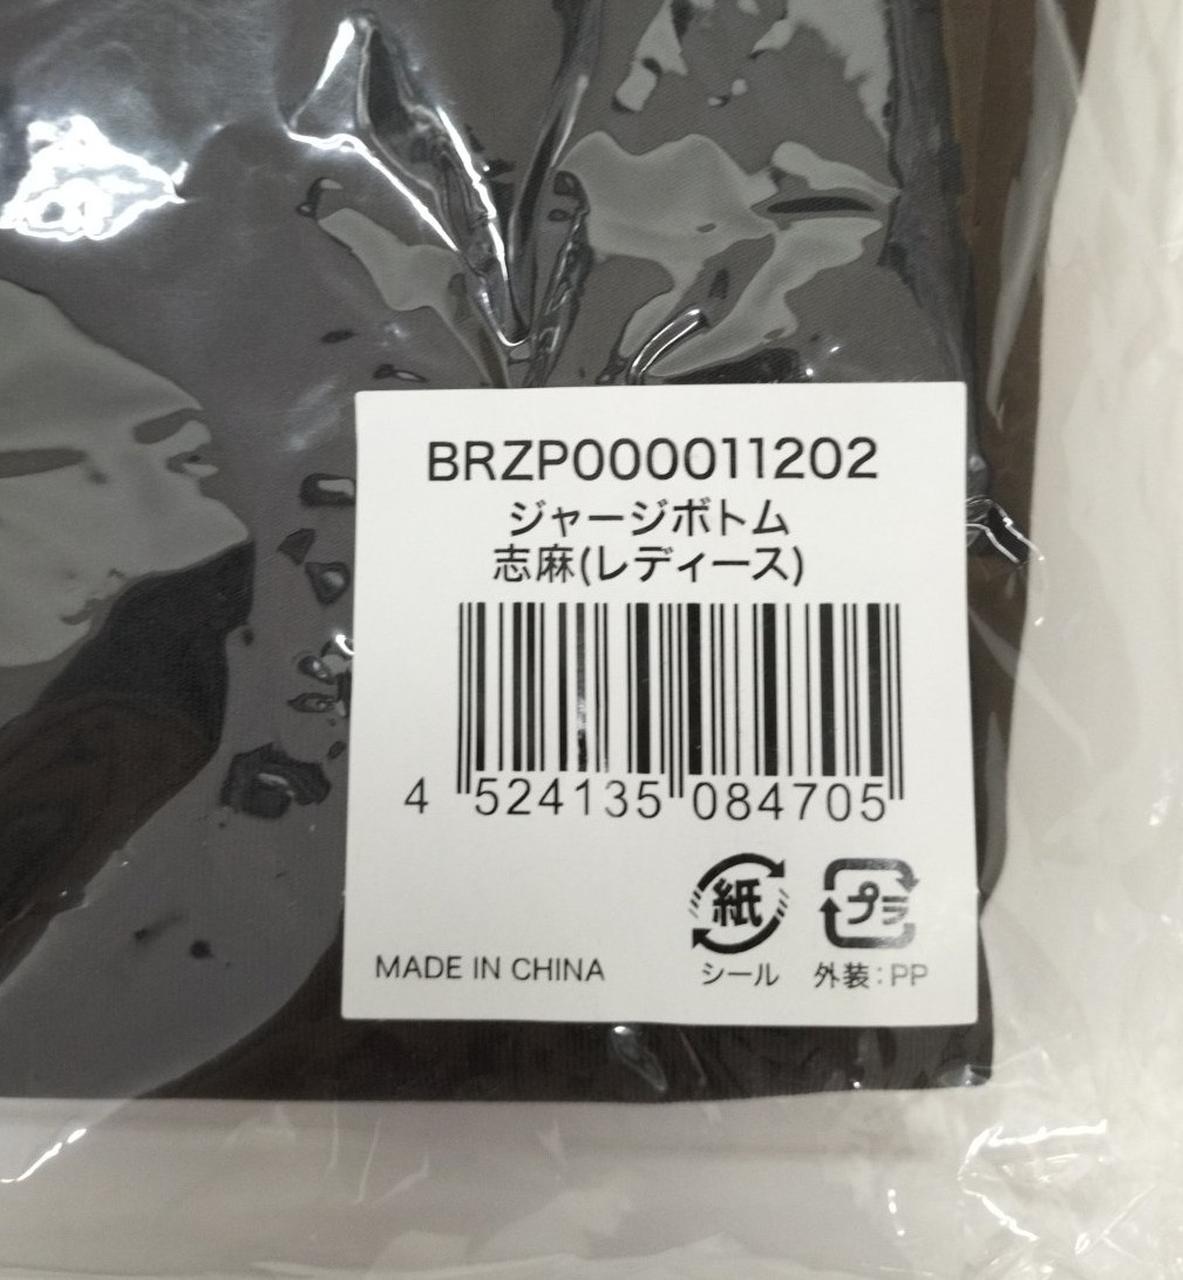 BRZP000011202
ジャージボトム
志麻(レディース)
4 524135 084705
紙 プラ
MADE IN CHINA シール 外装:PP